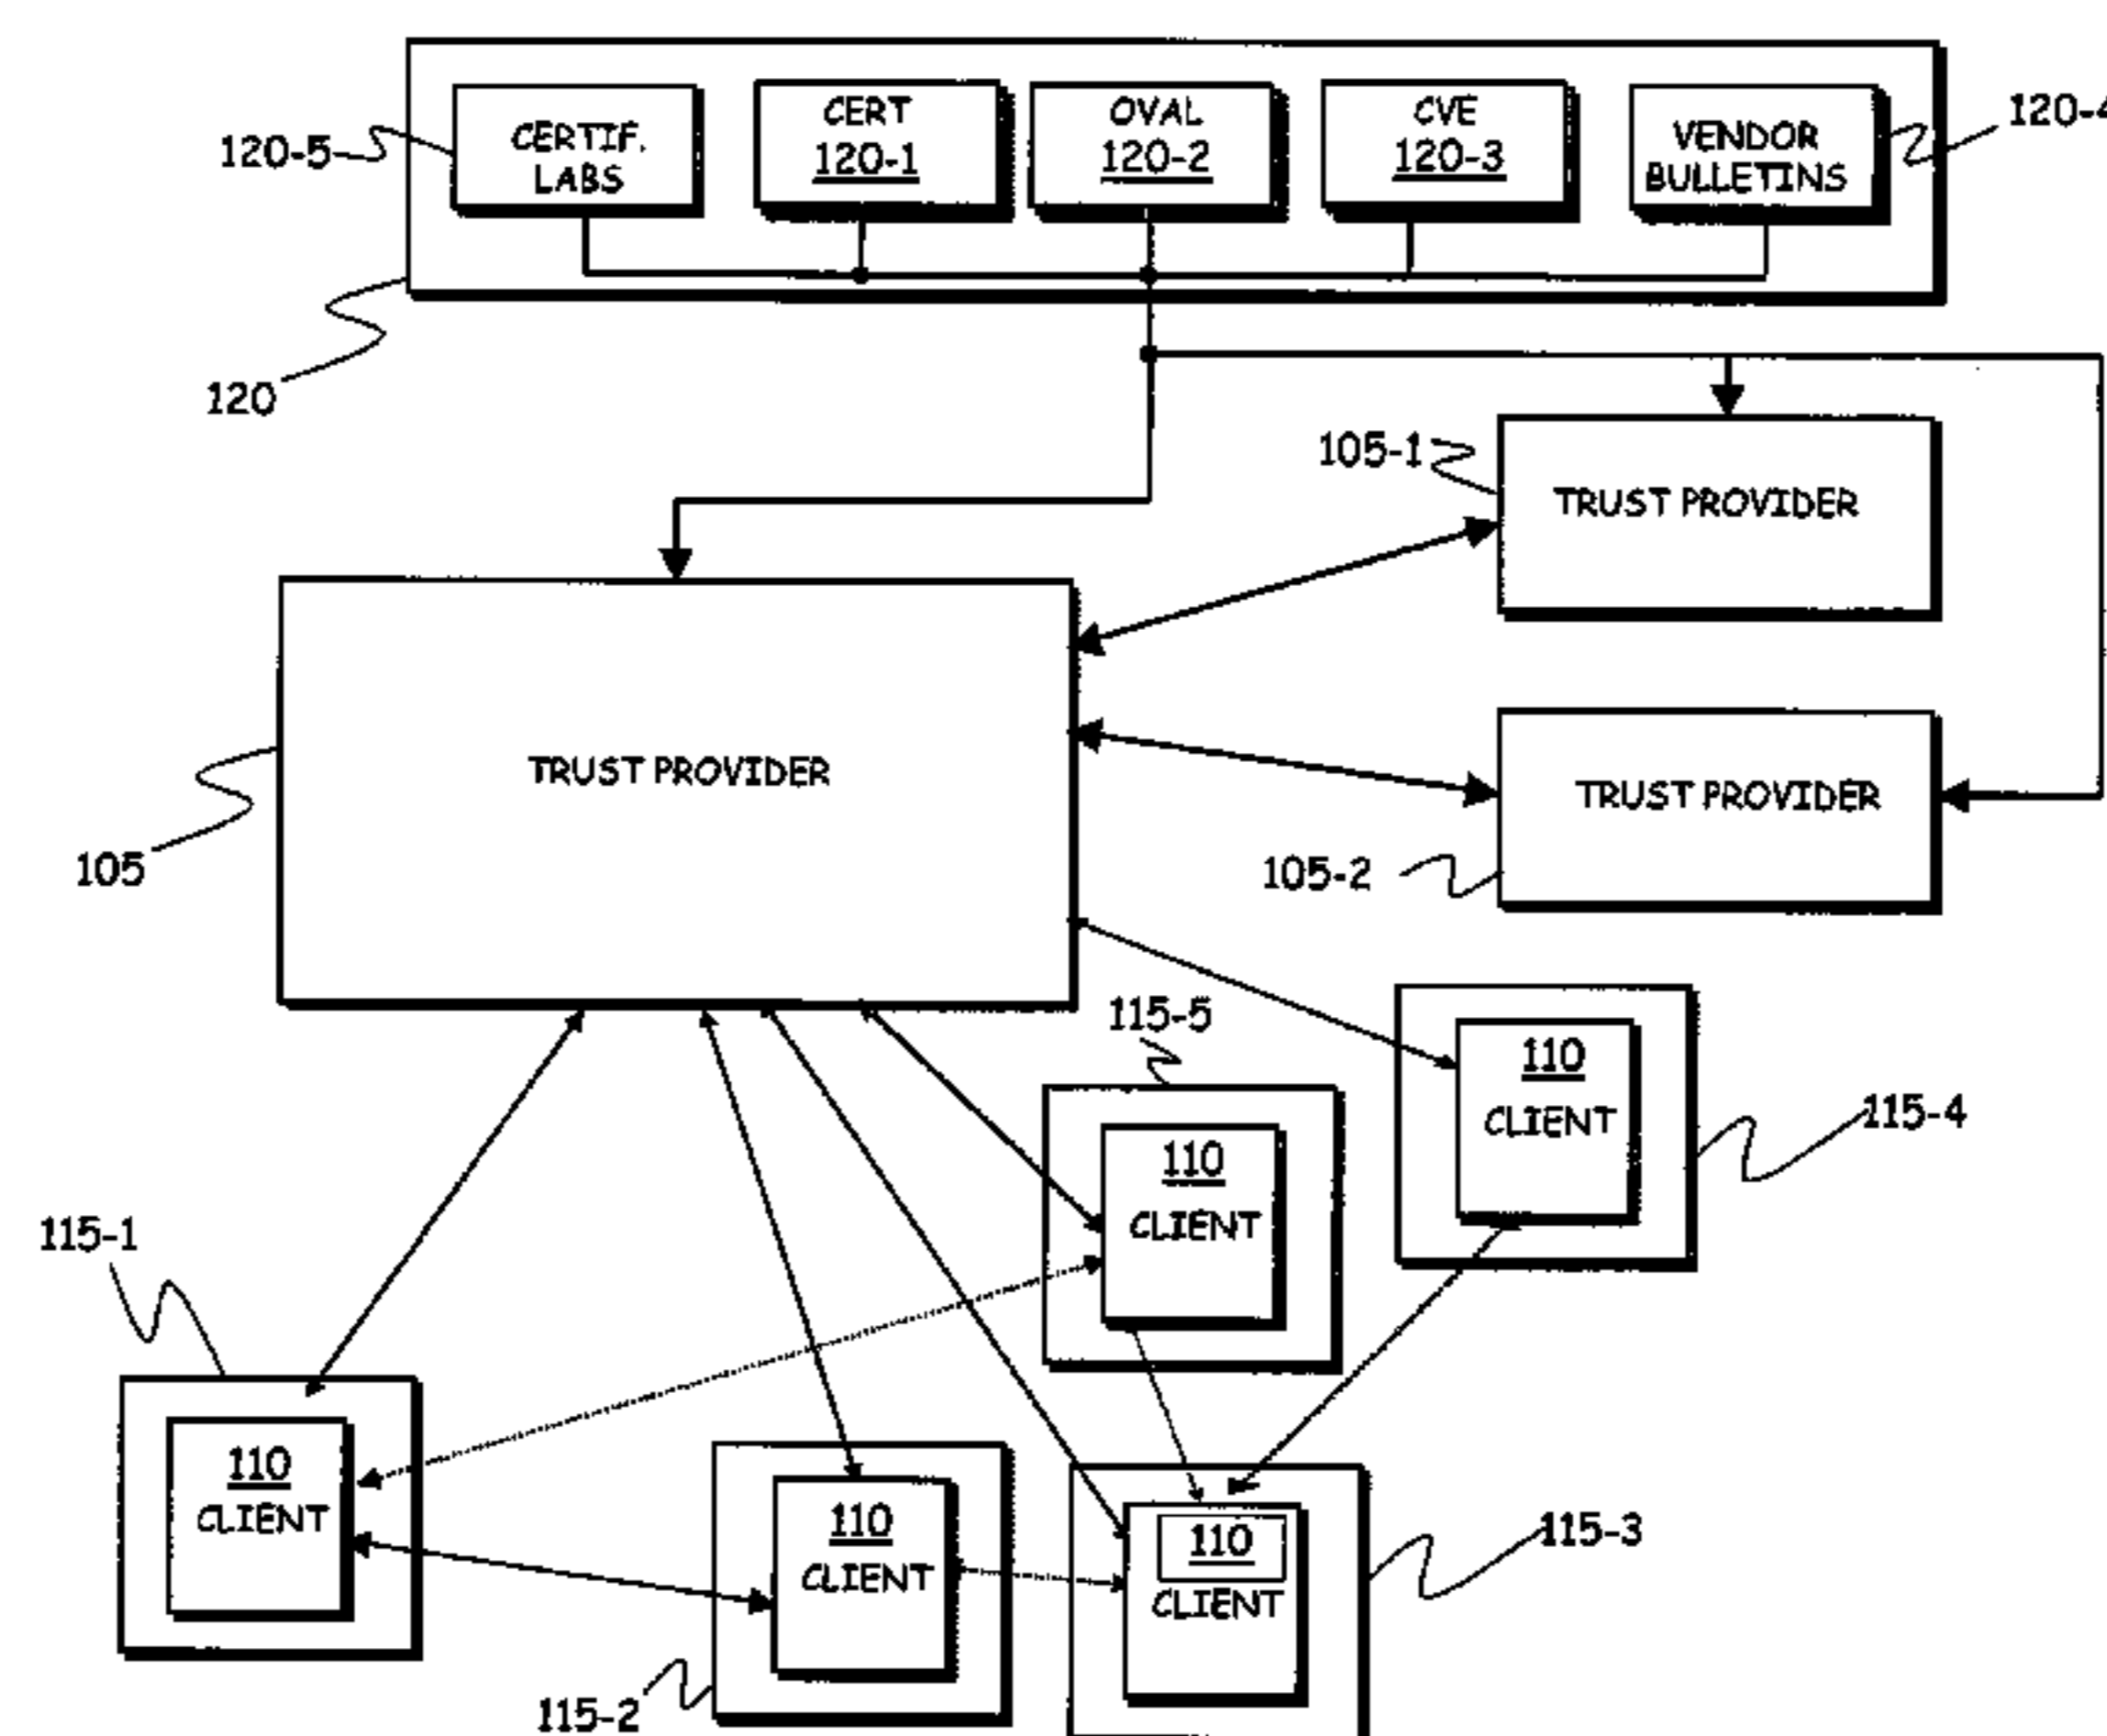 120-5
CERTIF.
LABS
CERT
120-1
OVAL
120-2
CVE
120-3
VENDOR
BULLETINS
120-4
120
105-1
TRUST PROVIDER
TRUST PROVIDER
105
TRUST PROVIDER
105-2
115-5
110
CLIENT
110
CLIENT
115-4
115-1
110
CLIENT
110
CLIENT
110
CLIENT
115-3
115-2